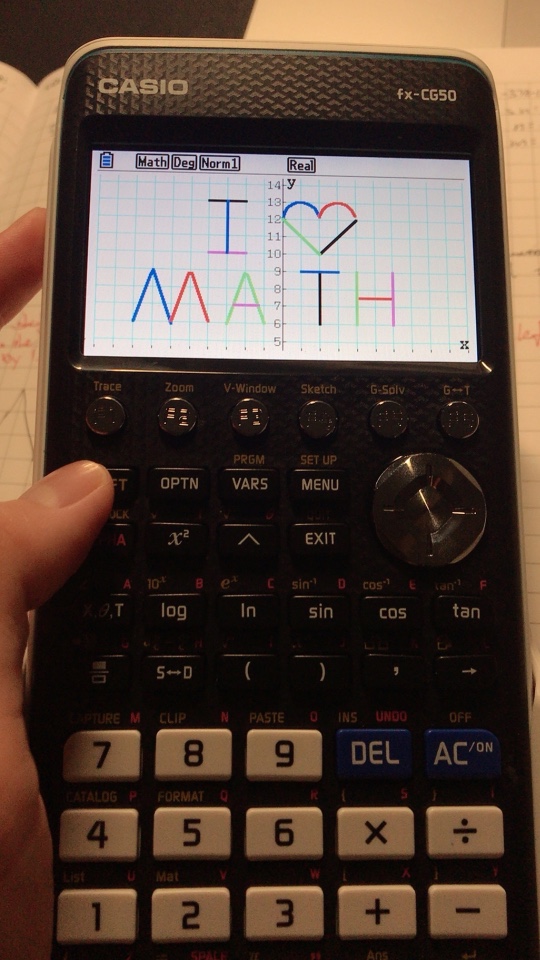 CASIO
fx-CG50
Math Deg Norm1 Real
y
14
13
12
11
10
9
8
7
6
5
x
I
MATH
Trace Zoom V-Window Sketch G-Solv G↔T
PRGM SET UP
OPTN VARS MENU
x² ^ EXIT
A 10ˣ B eˣ C sin⁻¹ D cos⁻¹ E tan⁻¹ F
X,θ,T log ln sin cos tan
S↔D ( ) , →
CAPTURE M CLIP N PASTE O INS UNDO OFF
7 8 9 DEL AC/ON
CATALOG P FORMAT Q R { S } T
4 5 6 × ÷
List U Mat V W [ X ] Y
1 2 3 + −
SPACE Ans